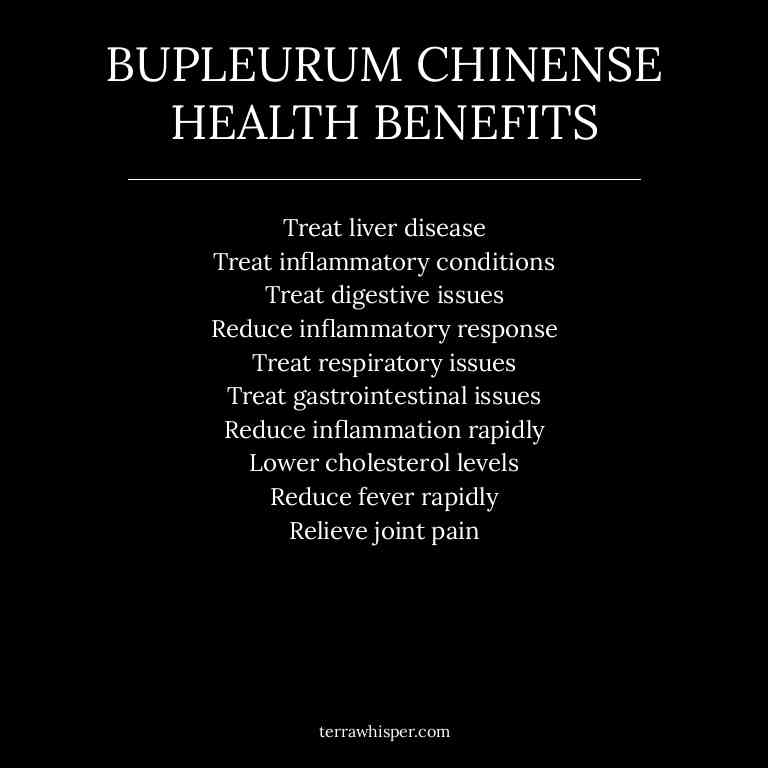 BUPLEURUM CHINENSE
HEALTH BENEFITS
Treat liver disease
Treat inflammatory conditions
Treat digestive issues
Reduce inflammatory response
Treat respiratory issues
Treat gastrointestinal issues
Reduce inflammation rapidly
Lower cholesterol levels
Reduce fever rapidly
Relieve joint pain
terrawhisper.com